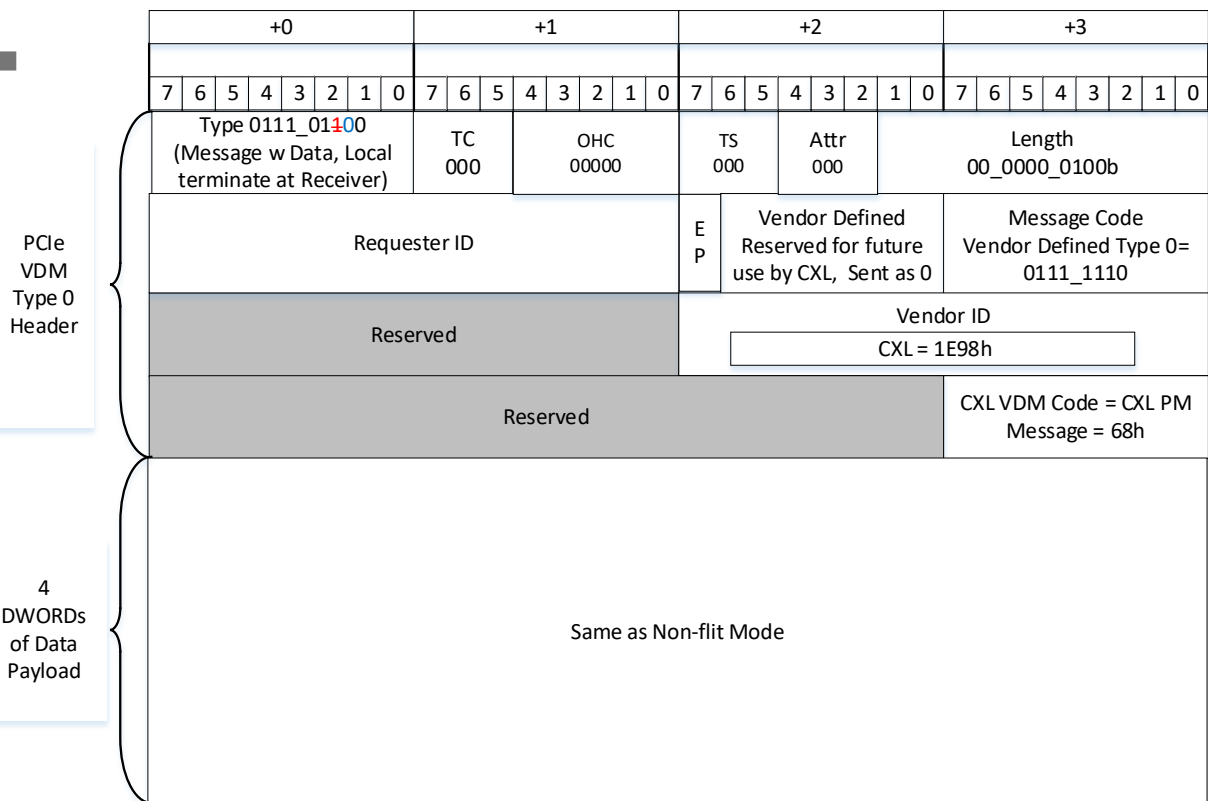 +0 +1 +2 +3
7 6 5 4 3 2 1 0 7 6 5 4 3 2 1 0 7 6 5 4 3 2 1 0 7 6 5 4 3 2 1 0
Type 0111_01100
(Message w Data, Local
terminate at Receiver)
TC
000
OHC
00000
TS
000
Attr
000
Length
00_0000_0100b
PCIe
VDM
Type 0
Header
Requester ID
E
P
Vendor Defined
Reserved for future
use by CXL, Sent as 0
Message Code
Vendor Defined Type 0=
0111_1110
Reserved
Vendor ID
CXL = 1E98h
Reserved
CXL VDM Code = CXL PM
Message = 68h
4
DWORDs
of Data
Payload
Same as Non-flit Mode